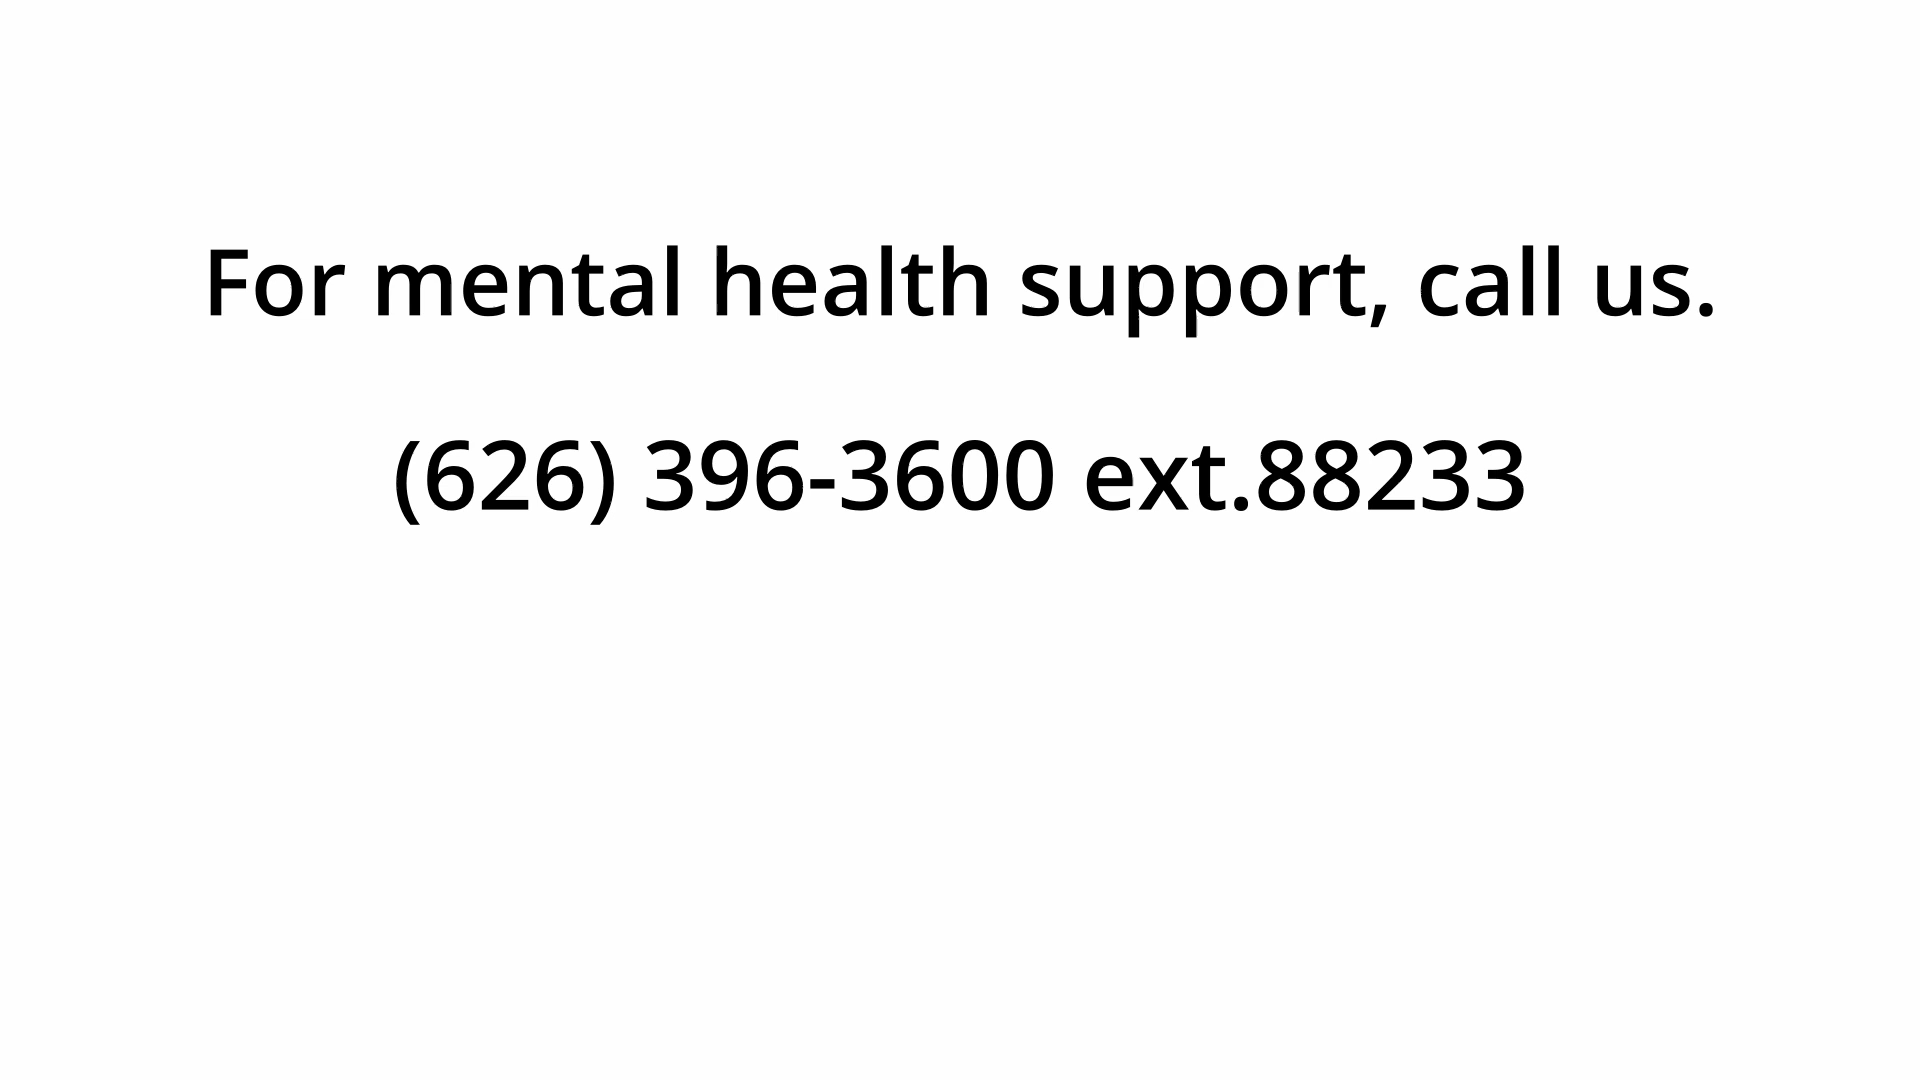 For mental health support, call us.
(626) 396-3600 ext.88233